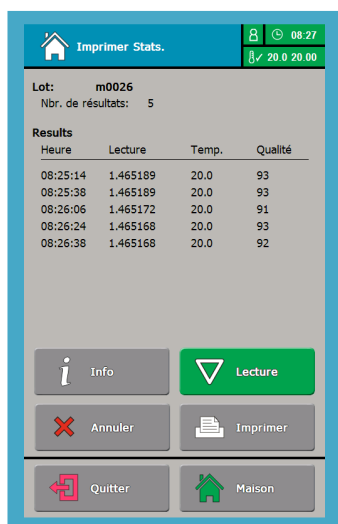 Imprimer Stats.
8 08:27
20.0 20.00
Lot: m0026
Nbr. de résultats: 5
Results
Heure Lecture Temp. Qualité
08:25:14 1.465189 20.0 93
08:25:38 1.465189 20.0 93
08:26:06 1.465172 20.0 91
08:26:24 1.465168 20.0 93
08:26:38 1.465168 20.0 92
i Info
Lecture
Annuler
Imprimer
Quitter
Maison